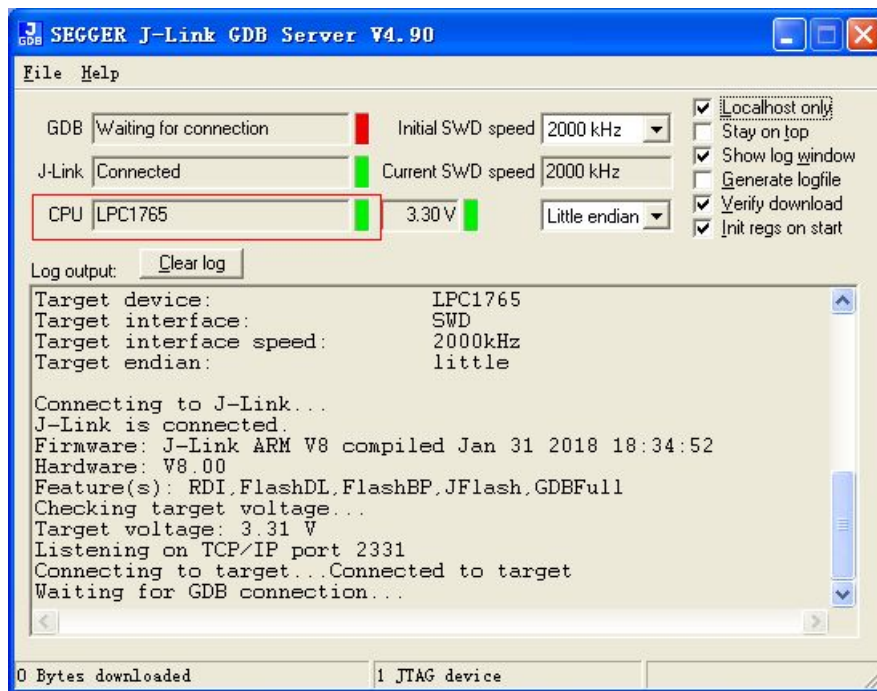 SEGGER J-Link GDB Server V4.90
File Help
GDB Waiting for connection Initial SWD speed 2000 kHz Localhost only
Stay on top
J-Link Connected Current SWD speed 2000 kHz Show log window
Generate logfile
CPU LPC1765 3.30 V Little endian Verify download
Init regs on start
Log output: Clear log
Target device: LPC1765
Target interface: SWD
Target interface speed: 2000kHz
Target endian: little
Connecting to J-Link...
J-Link is connected.
Firmware: J-Link ARM V8 compiled Jan 31 2018 18:34:52
Hardware: V8.00
Feature(s): RDI,FlashDL,FlashBP,JFlash,GDBFull
Checking target voltage...
Target voltage: 3.31 V
Listening on TCP/IP port 2331
Connecting to target...Connected to target
Waiting for GDB connection...
0 Bytes downloaded 1 JTAG device